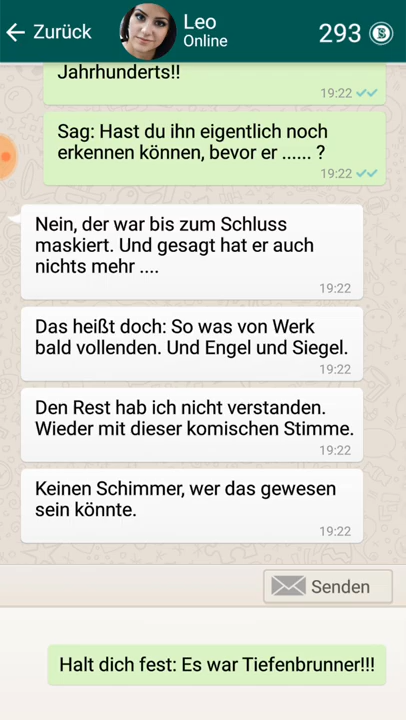 Zurück
Leo
Online
293
Jahrhunderts!!
19:22
Sag: Hast du ihn eigentlich noch
erkennen können, bevor er ...... ?
19:22
Nein, der war bis zum Schluss
maskiert. Und gesagt hat er auch
nichts mehr ....
19:22
Das heißt doch: So was von Werk
bald vollenden. Und Engel und Siegel.
19:22
Den Rest hab ich nicht verstanden.
Wieder mit dieser komischen Stimme.
19:22
Keinen Schimmer, wer das gewesen
sein könnte.
19:22
Senden
Halt dich fest: Es war Tiefenbrunner!!!